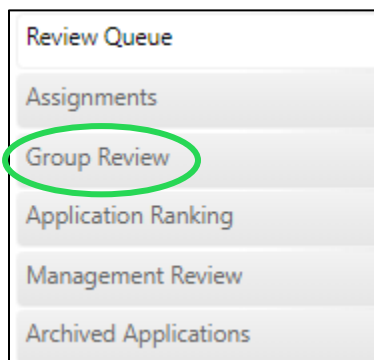 Review Queue
Assignments
Group Review
Application Ranking
Management Review
Archived Applications